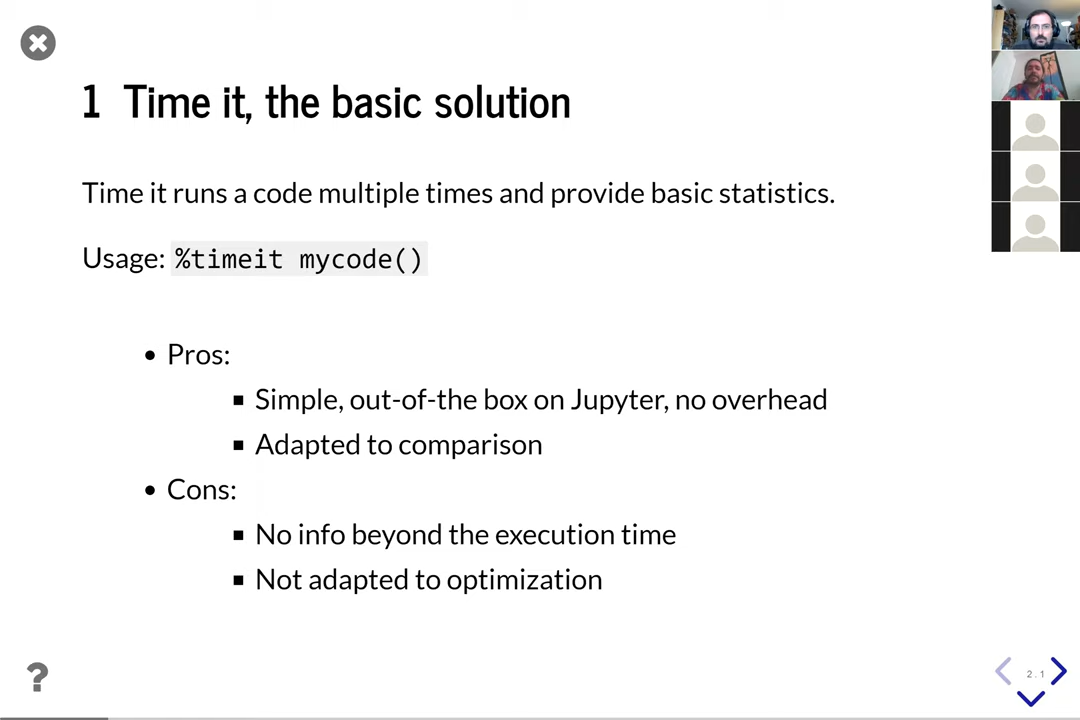 1 Time it, the basic solution
Time it runs a code multiple times and provide basic statistics.
Usage: %timeit mycode()
• Pros:
▪ Simple, out-of-the box on Jupyter, no overhead
▪ Adapted to comparison
• Cons:
▪ No info beyond the execution time
▪ Not adapted to optimization
?
2.1